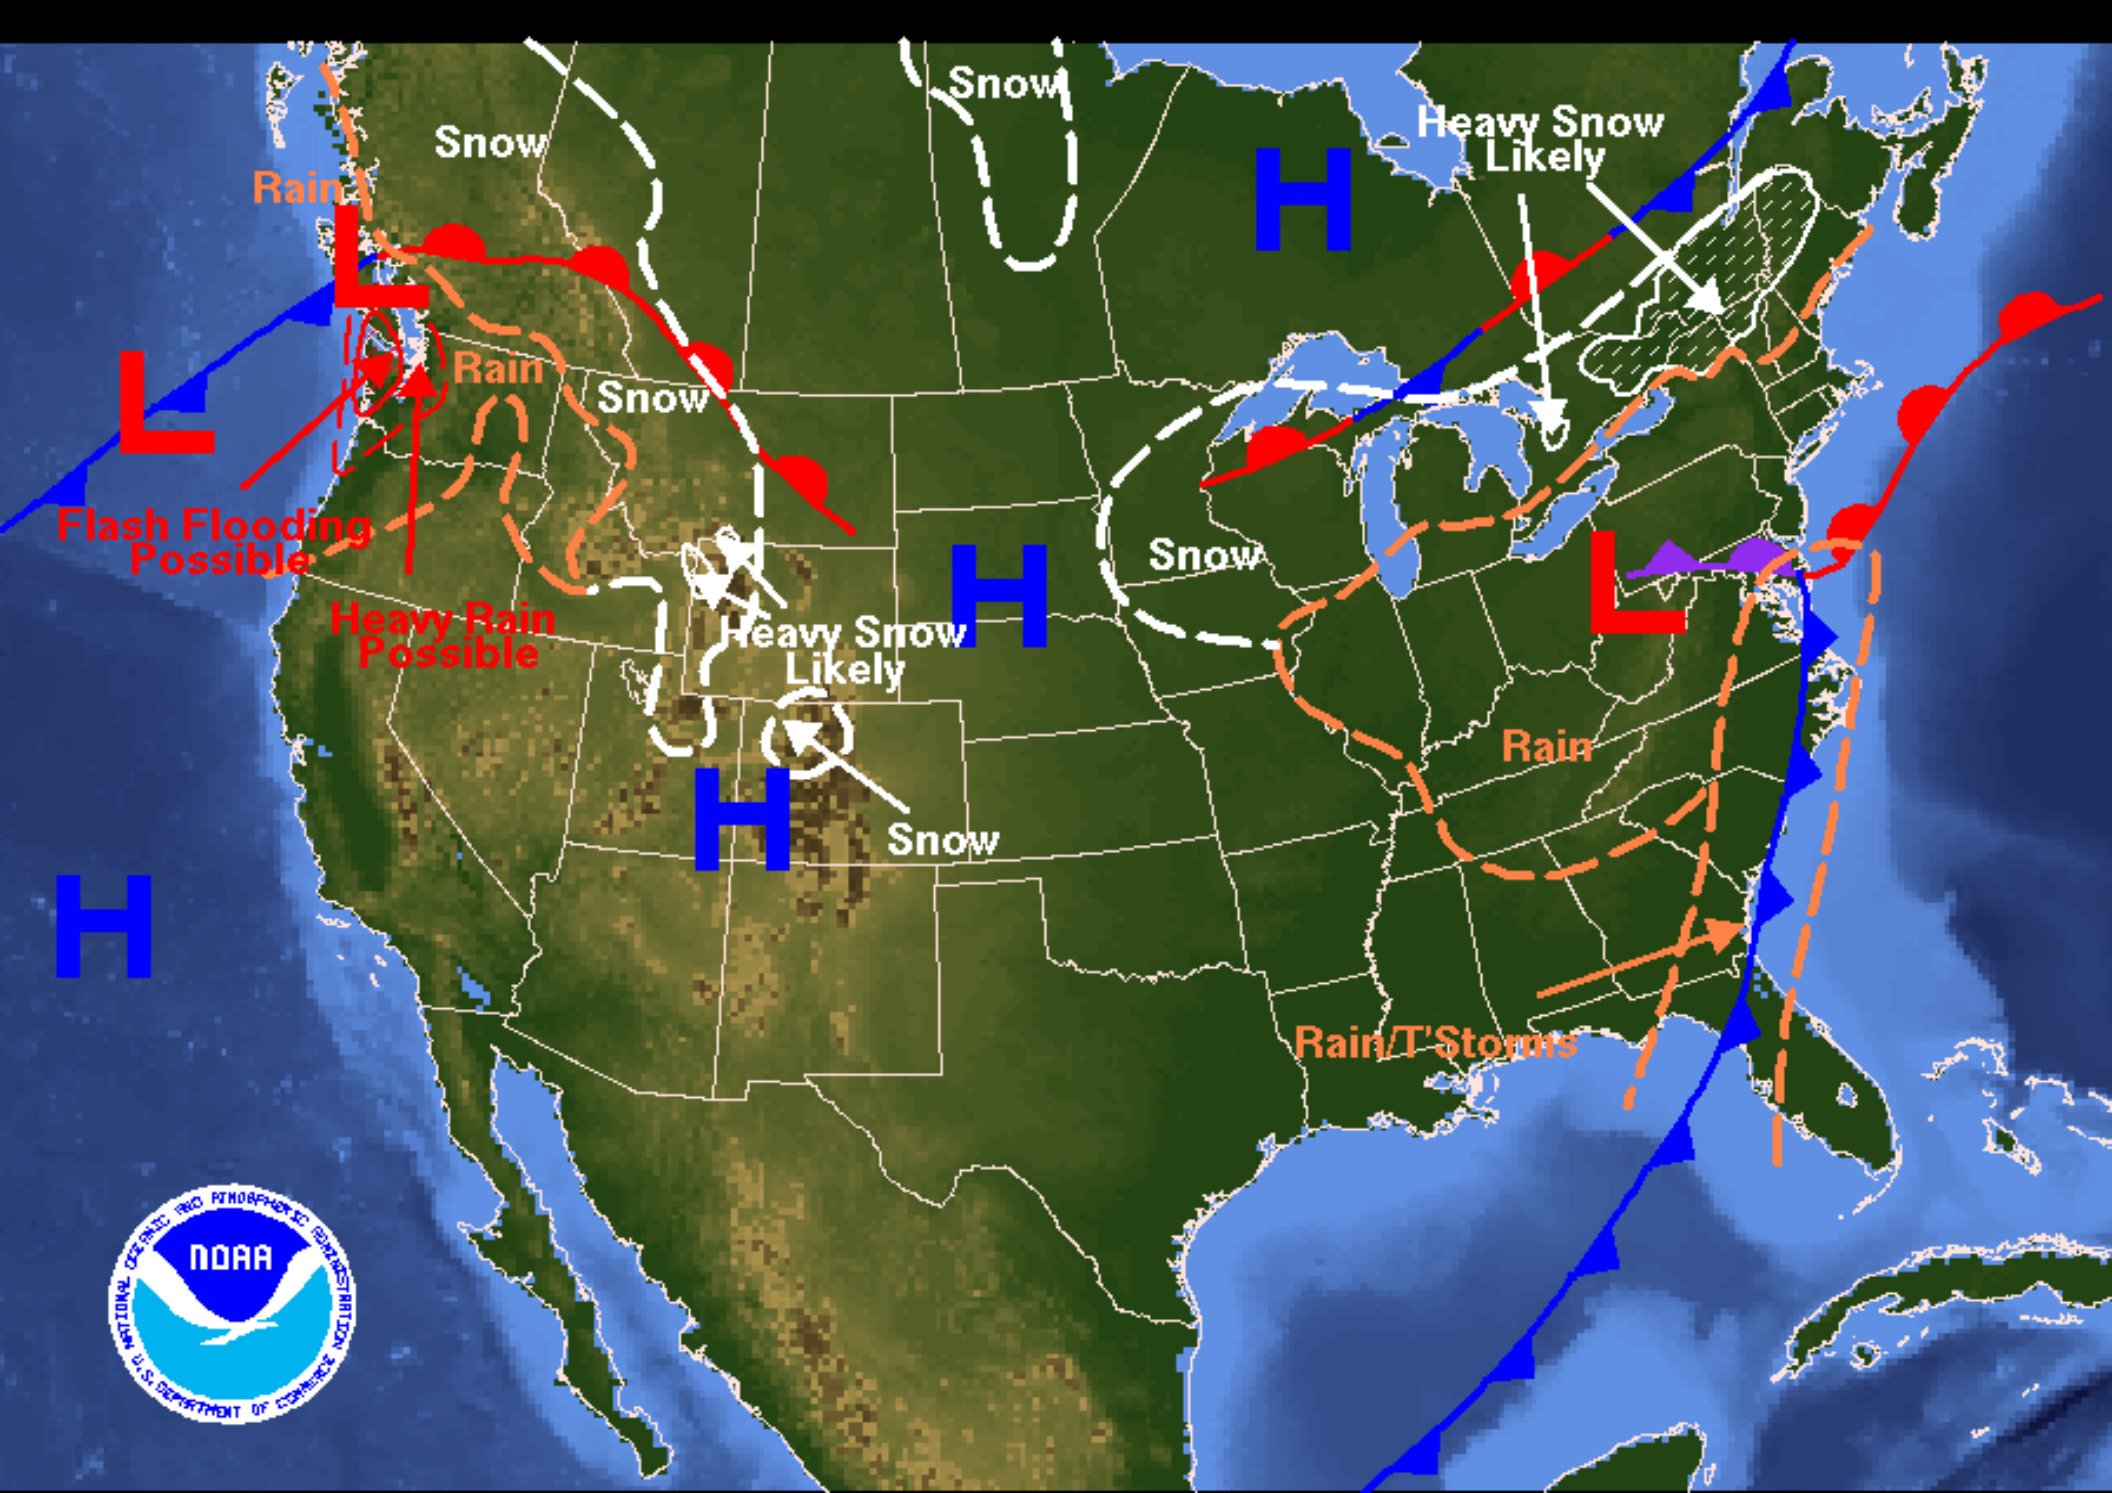 Snow
Heavy Snow
Likely
Snow
Rain
H
L
Rain
Snow
L
Flash Flooding
Possible
Snow
H
L
Heavy Rain
Possible
Heavy Snow
Likely
Rain
H
Snow
H
Rain/T'Storms
NATIONAL OCEANIC AND ATMOSPHERIC ADMINISTRATION
NOAA
U.S. DEPARTMENT OF COMMERCE